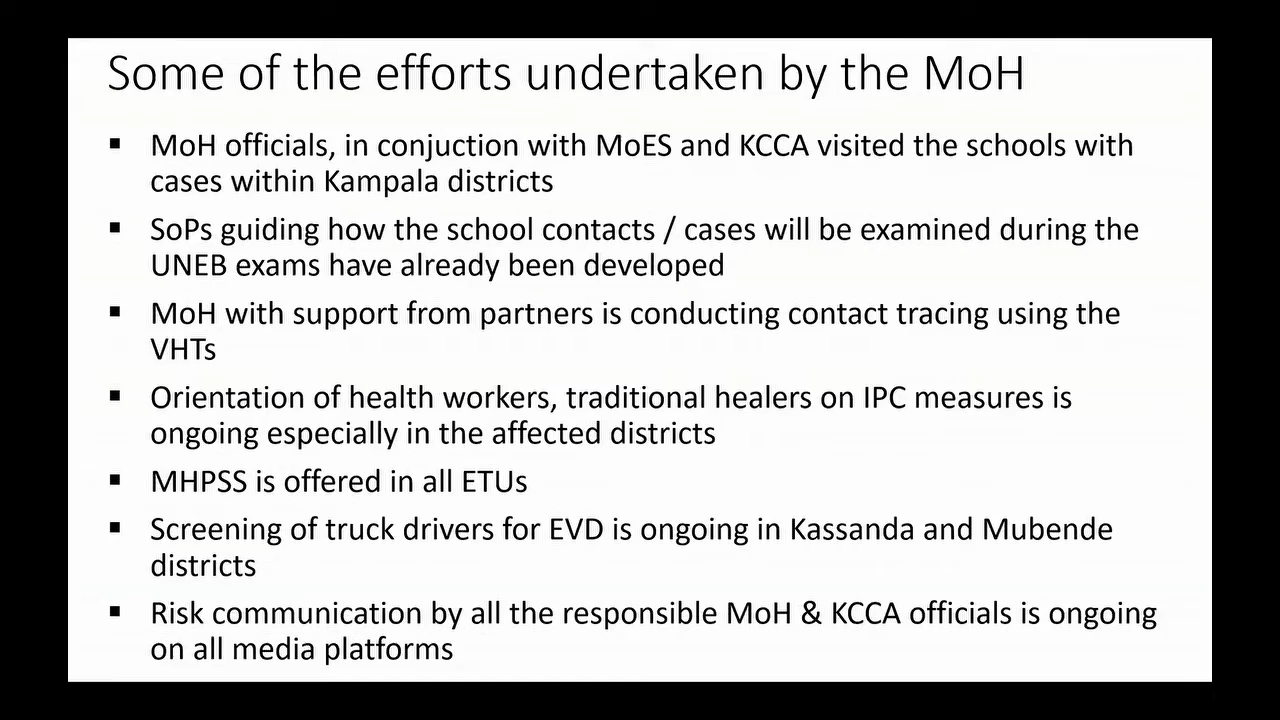 Some of the efforts undertaken by the MoH
▪ MoH officials, in conjuction with MoES and KCCA visited the schools with
cases within Kampala districts
▪ SoPs guiding how the school contacts / cases will be examined during the
UNEB exams have already been developed
▪ MoH with support from partners is conducting contact tracing using the
VHTs
▪ Orientation of health workers, traditional healers on IPC measures is
ongoing especially in the affected districts
▪ MHPSS is offered in all ETUs
▪ Screening of truck drivers for EVD is ongoing in Kassanda and Mubende
districts
▪ Risk communication by all the responsible MoH & KCCA officials is ongoing
on all media platforms